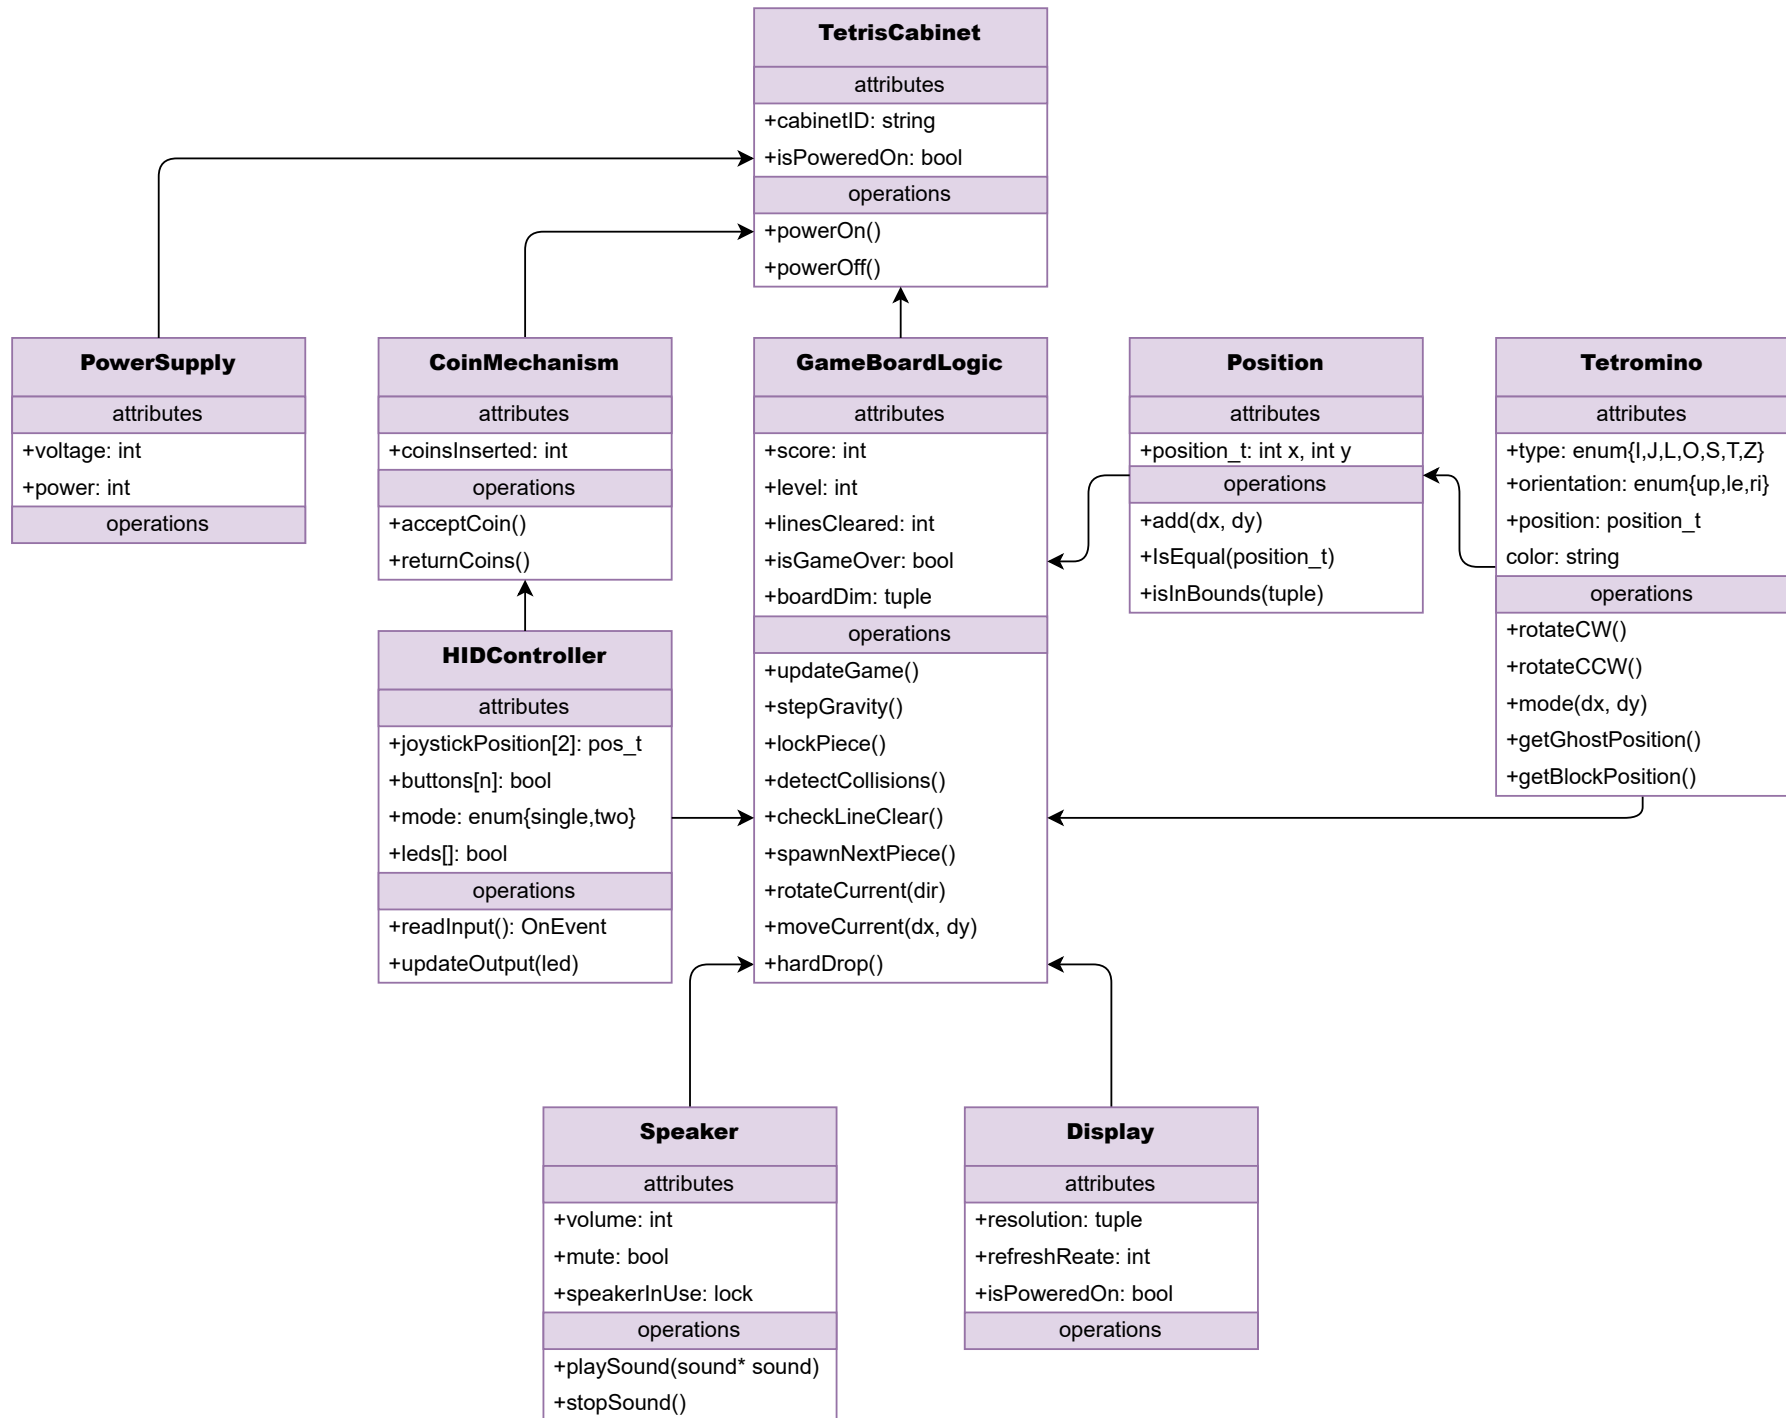 TetrisCabinet
attributes
+cabinetID: string
+isPoweredOn: bool
operations
+powerOn()
+powerOff()
PowerSupply
attributes
+voltage: int
+power: int
operations
CoinMechanism
attributes
+coinsInserted: int
operations
+acceptCoin()
+returnCoins()
GameBoardLogic
attributes
+score: int
+level: int
+linesCleared: int
+isGameOver: bool
+boardDim: tuple
operations
+updateGame()
+stepGravity()
+lockPiece()
+detectCollisions()
+checkLineClear()
+spawnNextPiece()
+rotateCurrent(dir)
+moveCurrent(dx, dy)
+hardDrop()
Position
attributes
+position_t: int x, int y
operations
+add(dx, dy)
+IsEqual(position_t)
+isInBounds(tuple)
Tetromino
attributes
+type: enum{I,J,L,O,S,T,Z}
+orientation: enum{up,le,ri}
+position: position_t
color: string
operations
+rotateCW()
+rotateCCW()
+mode(dx, dy)
+getGhostPosition()
+getBlockPosition()
HIDController
attributes
+joystickPosition[2]: pos_t
+buttons[n]: bool
+mode: enum{single,two}
+leds[]: bool
operations
+readInput(): OnEvent
+updateOutput(led)
Speaker
attributes
+volume: int
+mute: bool
+speakerInUse: lock
operations
+playSound(sound* sound)
+stopSound()
Display
attributes
+resolution: tuple
+refreshReate: int
+isPoweredOn: bool
operations